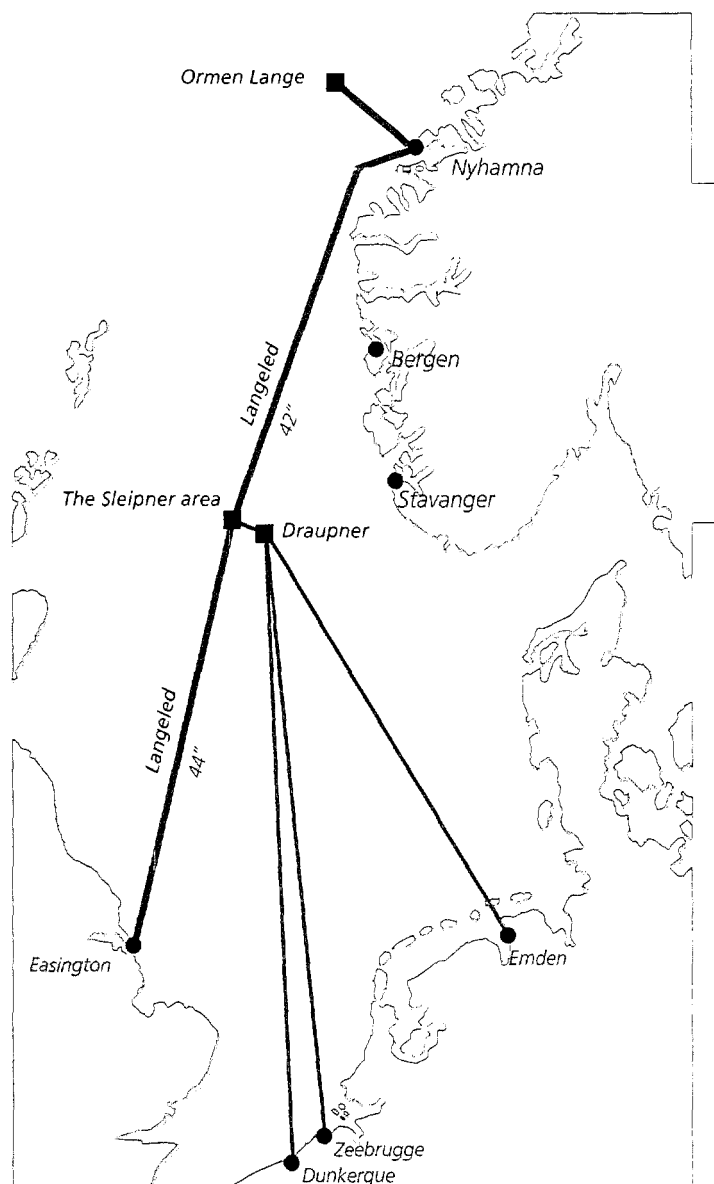 Ormen Lange
Nyhamna
Bergen
Langeled
42"
Stavanger
The Sleipner area
Draupner
Langeled
44"
Easington
Emden
Zeebrugge
Dunkerque